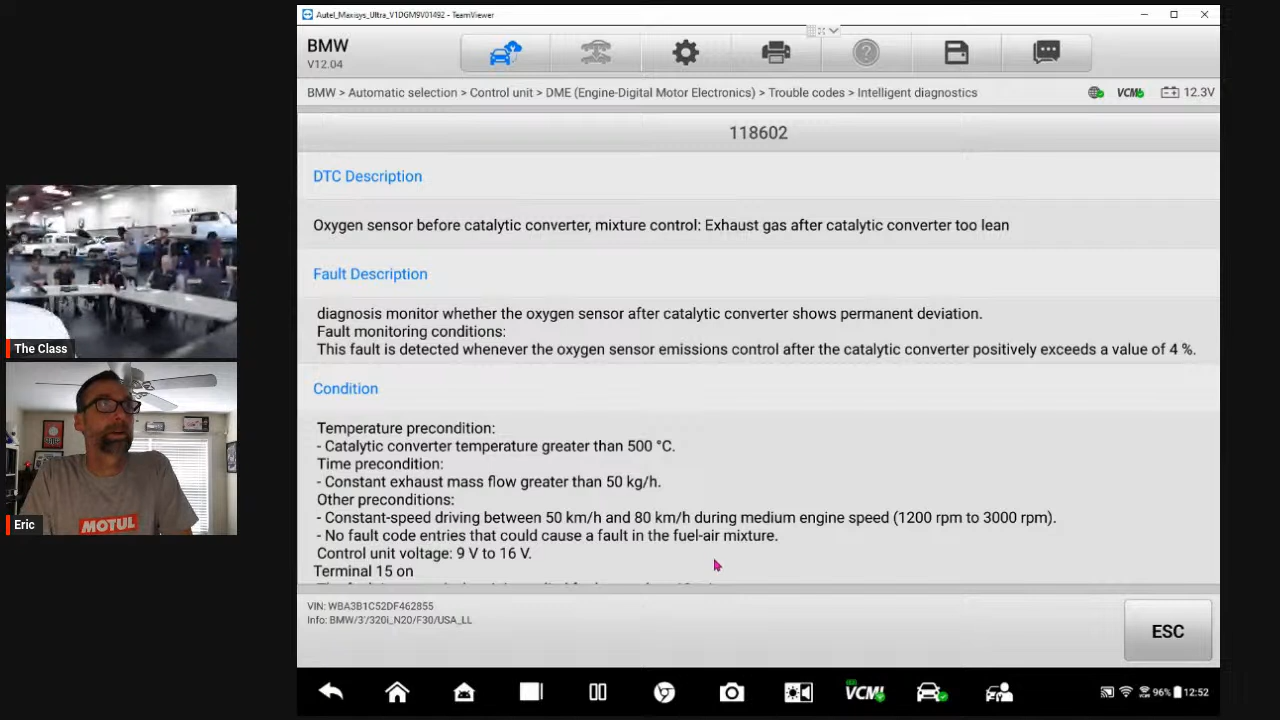 Autel_Maxisys_Ultra_V1DGM9V01492 - TeamViewer
BMW
V12.04
BMW > Automatic selection > Control unit > DME (Engine-Digital Motor Electronics) > Trouble codes > Intelligent diagnostics
VCMI
12.3V
118602
DTC Description
Oxygen sensor before catalytic converter, mixture control: Exhaust gas after catalytic converter too lean
Fault Description
diagnosis monitor whether the oxygen sensor after catalytic converter shows permanent deviation.
Fault monitoring conditions:
This fault is detected whenever the oxygen sensor emissions control after the catalytic converter positively exceeds a value of 4 %.
Condition
Temperature precondition:
- Catalytic converter temperature greater than 500 °C.
Time precondition:
- Constant exhaust mass flow greater than 50 kg/h.
Other preconditions:
- Constant-speed driving between 50 km/h and 80 km/h during medium engine speed (1200 rpm to 3000 rpm).
- No fault code entries that could cause a fault in the fuel-air mixture.
Control unit voltage: 9 V to 16 V.
Terminal 15 on
VIN: WBA3B1C52DF462855
Info: BMW/3'/320i_N20/F30/USA_LL
ESC
VCMI
96% 12:52
The Class
Eric
MOTUL